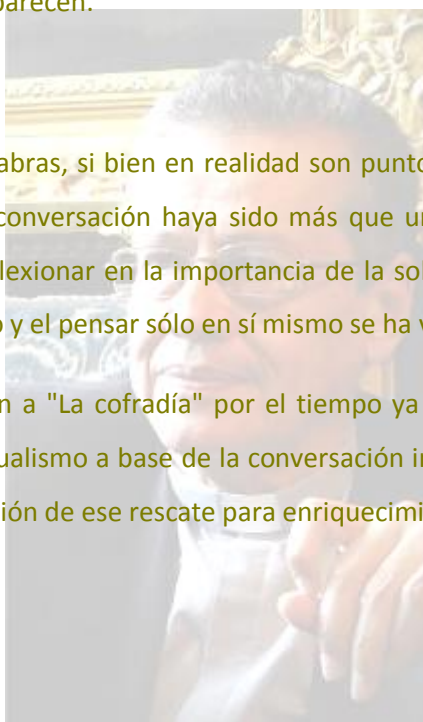 parecen.
abras, si bien en realidad son punto
conversación haya sido más que un
lexionar en la importancia de la sol
o y el pensar sólo en sí mismo se ha v
n a "La cofradía" por el tiempo ya
ualismo a base de la conversación in
ción de ese rescate para enriquecimi